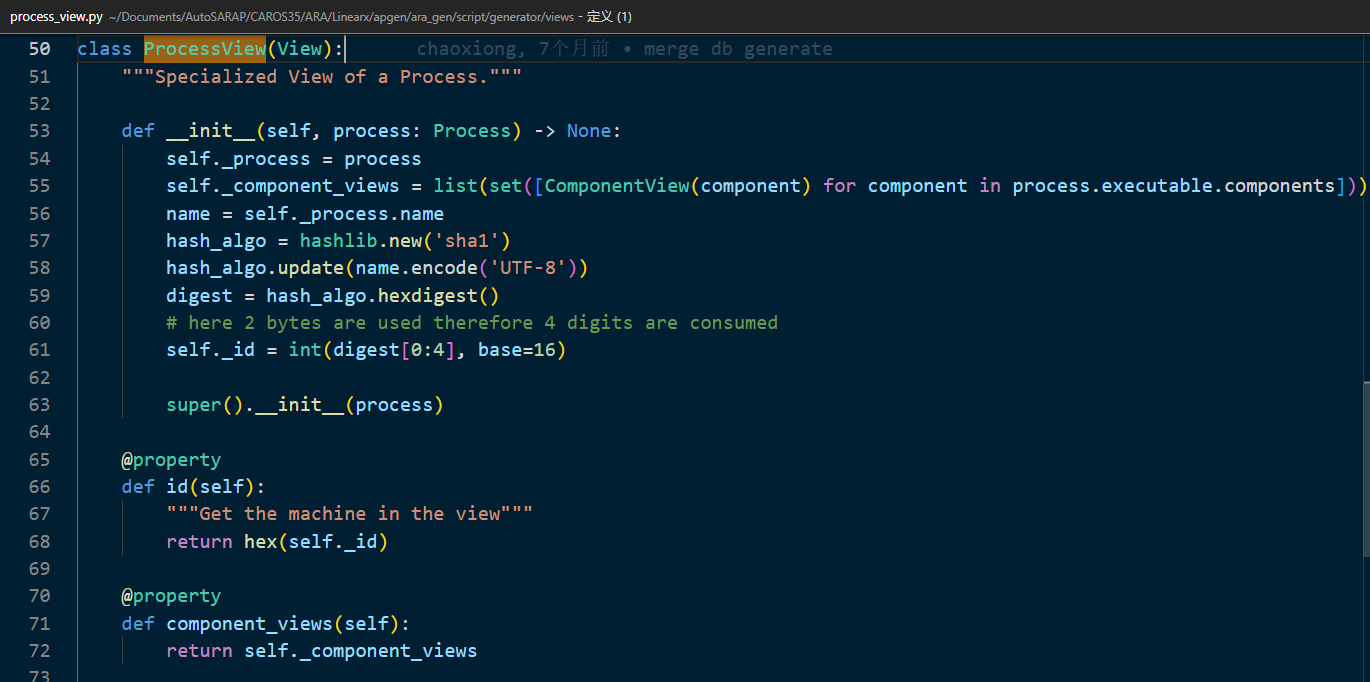 process_view.py ~/Documents/AutoSARAP/CAROS35/ARA/Linearx/apgen/ara_gen/script/generator/views - 定义 (1)
50 class ProcessView(View): chaoxiong, 7个月前 • merge db generate
51 """Specialized View of a Process."""
52
53 def __init__(self, process: Process) -> None:
54 self._process = process
55 self._component_views = list(set([ComponentView(component) for component in process.executable.components]))
56 name = self._process.name
57 hash_algo = hashlib.new('sha1')
58 hash_algo.update(name.encode('UTF-8'))
59 digest = hash_algo.hexdigest()
60 # here 2 bytes are used therefore 4 digits are consumed
61 self._id = int(digest[0:4], base=16)
62
63 super().__init__(process)
64
65 @property
66 def id(self):
67 """Get the machine in the view"""
68 return hex(self._id)
69
70 @property
71 def component_views(self):
72 return self._component_views
73